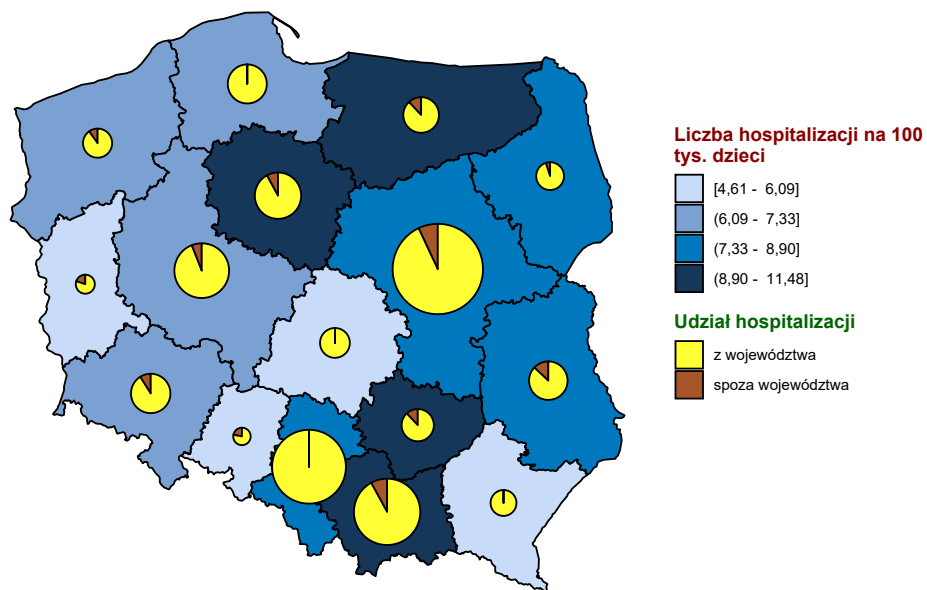 Liczba hospitalizacji na 100
tys. dzieci
[4,61 - 6,09]
(6,09 - 7,33]
(7,33 - 8,90]
(8,90 - 11,48]
Udział hospitalizacji
z województwa
spoza województwa